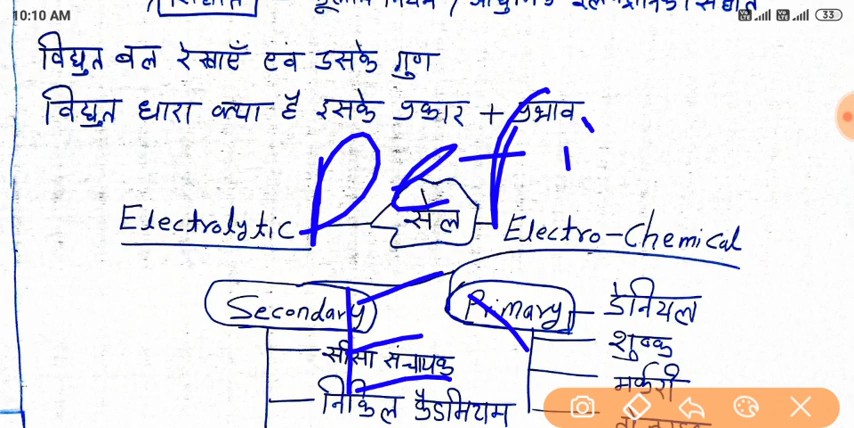 10:10 AM 33
विद्युत बल रेखाएँ एवं उसके गुण
विद्युत धारा क्या है इसके प्रकार + प्रभाव
Electrolytic सेल Electro-Chemical
Secondary Primary डेनियल
शुष्क
सीसा संचायक
मर्करी
निकिल कैडमियम